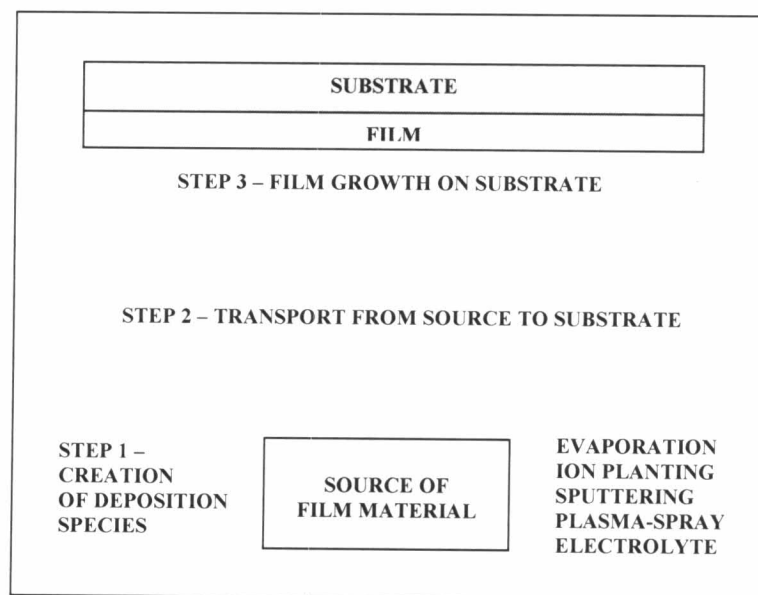 SUBSTRATE
FILM
STEP 3 – FILM GROWTH ON SUBSTRATE
STEP 2 – TRANSPORT FROM SOURCE TO SUBSTRATE
STEP 1 –
CREATION
OF DEPOSITION
SPECIES
SOURCE OF
FILM MATERIAL
EVAPORATION
ION PLANTING
SPUTTERING
PLASMA-SPRAY
ELECTROLYTE